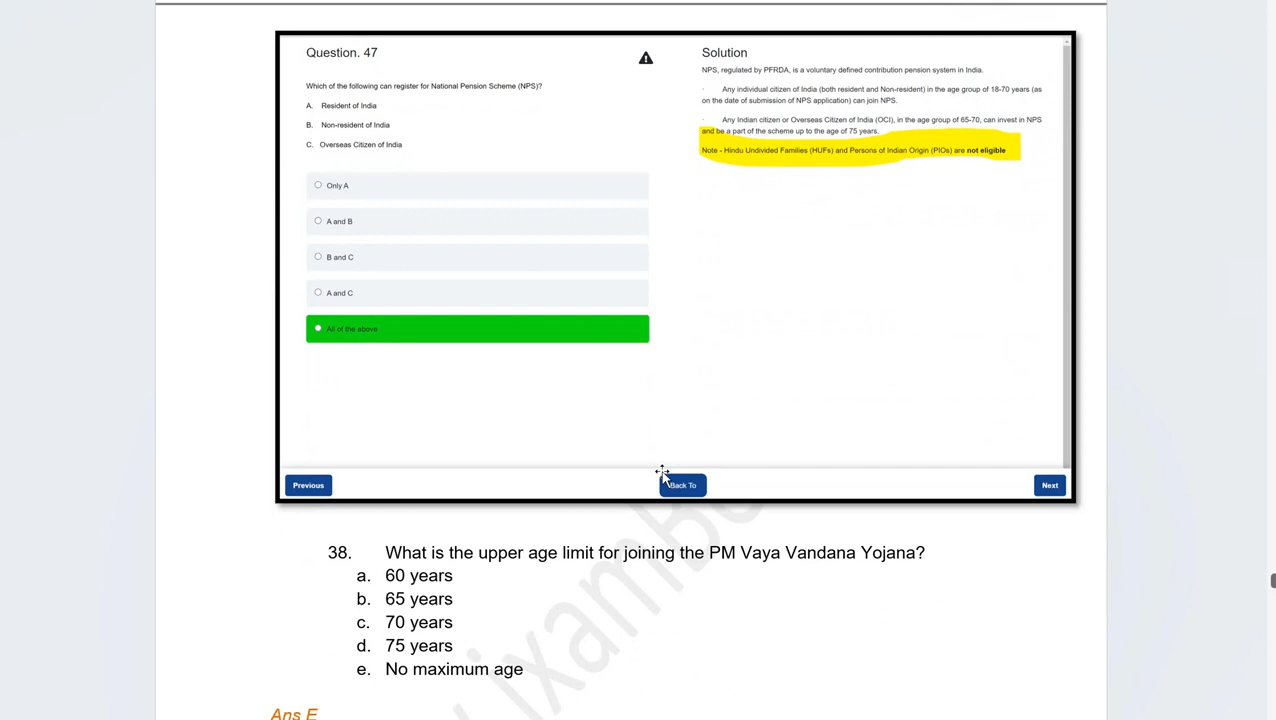 Question. 47
Which of the following can register for National Pension Scheme (NPS)?
A. Resident of India
B. Non-resident of India
C. Overseas Citizen of India
Only A
A and B
B and C
A and C
All of the above
Solution
NPS, regulated by PFRDA, is a voluntary defined contribution pension system in India.
· Any individual citizen of India (both resident and Non-resident) in the age group of 18-70 years (as
on the date of submission of NPS application) can join NPS.
· Any Indian citizen or Overseas Citizen of India (OCI), in the age group of 65-70, can invest in NPS
and be a part of the scheme up to the age of 75 years.
Note - Hindu Undivided Families (HUFs) and Persons of Indian Origin (PIOs) are not eligible
Previous
Back To
Next
38. What is the upper age limit for joining the PM Vaya Vandana Yojana?
a. 60 years
b. 65 years
c. 70 years
d. 75 years
e. No maximum age
Ans E